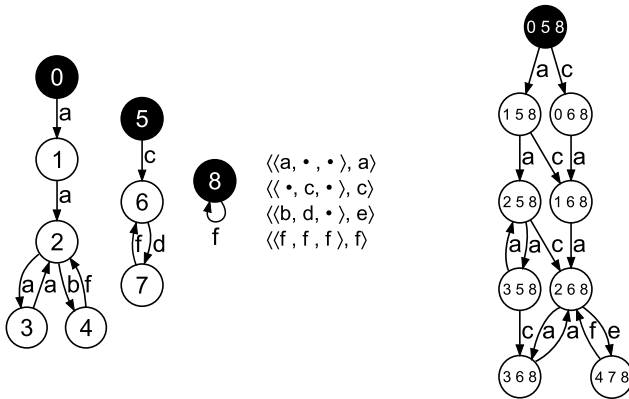 0
a
1
a
2
a a b f
3 4
5
c
6
f d
7
8
f
⟨⟨a, •, •⟩, a⟩
⟨⟨•, c, •⟩, c⟩
⟨⟨b, d, •⟩, e⟩
⟨⟨f , f , f ⟩, f⟩
0 5 8
a c
1 5 8 0 6 8
a c a
2 5 8 1 6 8
a a c a
3 5 8 2 6 8
c a a f e
3 6 8 4 7 8